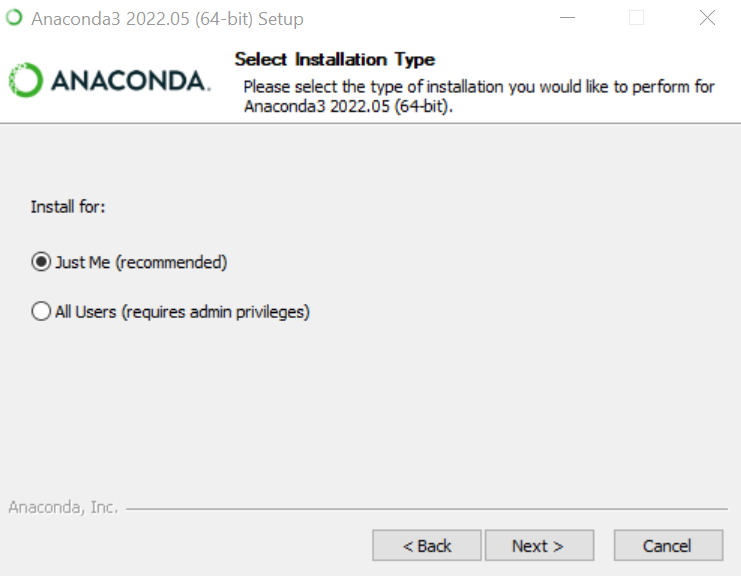 Anaconda3 2022.05 (64-bit) Setup
ANACONDA.
Select Installation Type
Please select the type of installation you would like to perform for
Anaconda3 2022.05 (64-bit).
Install for:
Just Me (recommended)
All Users (requires admin privileges)
Anaconda, Inc.
< Back
Next >
Cancel